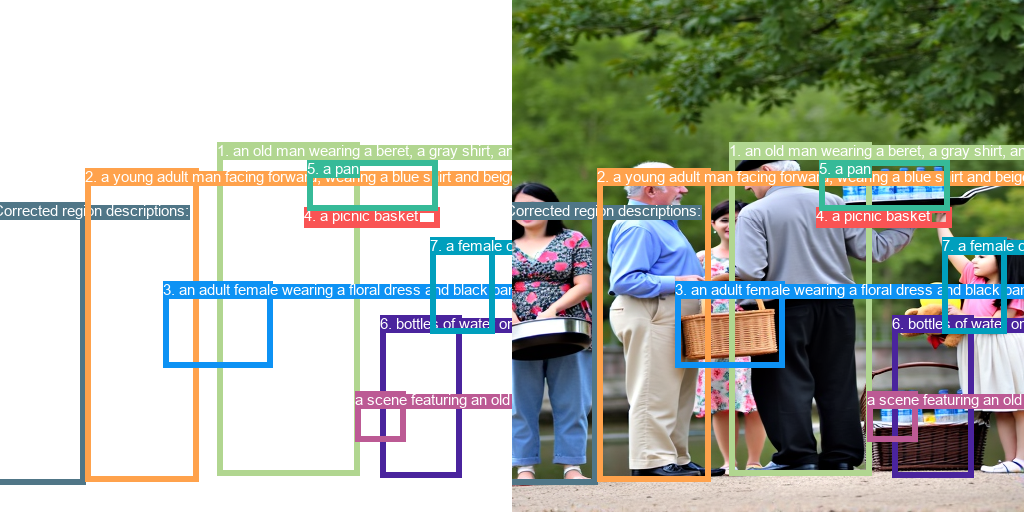 1. an old man wearing a beret, a gray shirt, an
5. a pan
2. a young adult man facing forward, wearing a blue shirt and beige
Corrected region descriptions:
4. a picnic basket
7. a female c
3. an adult female wearing a floral dress and black pan
6. bottles of water on
a scene featuring an old
1. an old man wearing a beret, a gray shirt, an
5. a pan
2. a young adult man facing forward, wearing a blue shirt and beige
Corrected region descriptions:
4. a picnic basket
7. a female c
3. an adult female wearing a floral dress and black pan
6. bottles of water on
a scene featuring an old